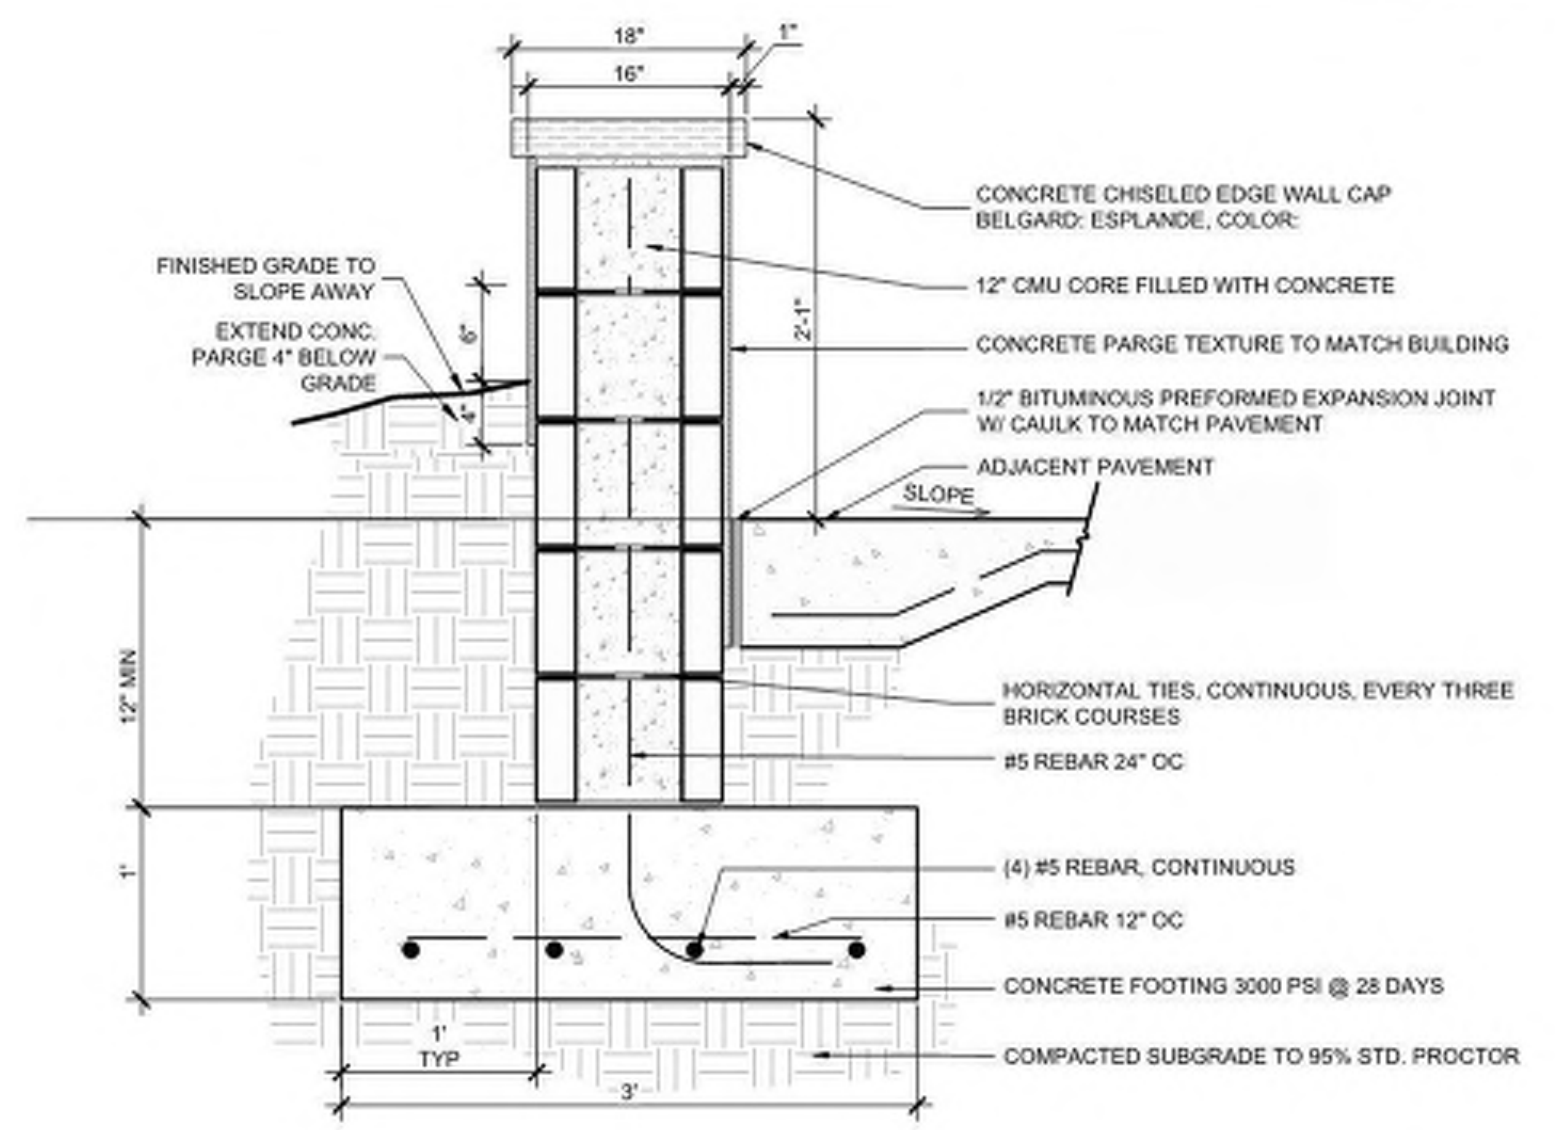 18"
1"
16"
CONCRETE CHISELED EDGE WALL CAP
BELGARD: ESPLANDE, COLOR:
FINISHED GRADE TO
SLOPE AWAY
12" CMU CORE FILLED WITH CONCRETE
2'-1"
6"
EXTEND CONC.
PARGE 4" BELOW
GRADE
CONCRETE PARGE TEXTURE TO MATCH BUILDING
4"
1/2" BITUMINOUS PREFORMED EXPANSION JOINT
W/ CAULK TO MATCH PAVEMENT
ADJACENT PAVEMENT
SLOPE
12" MIN
HORIZONTAL TIES, CONTINUOUS, EVERY THREE
BRICK COURSES
#5 REBAR 24" OC
1'
(4) #5 REBAR, CONTINUOUS
#5 REBAR 12" OC
CONCRETE FOOTING 3000 PSI @ 28 DAYS
1'
TYP
COMPACTED SUBGRADE TO 95% STD. PROCTOR
3'